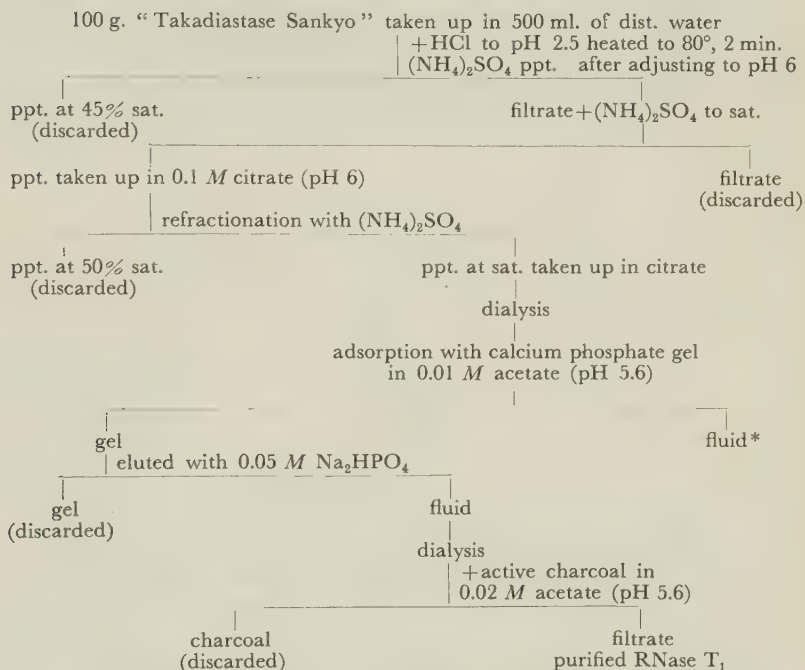 100 g. “Takadiastase Sankyo” taken up in 500 ml. of dist. water
+HCl to pH 2.5 heated to 80°, 2 min.
(NH₄)₂SO₄ ppt. after adjusting to pH 6
ppt. at 45% sat.
(discarded)
filtrate+(NH₄)₂SO₄ to sat.
ppt. taken up in 0.1 M citrate (pH 6)
filtrate
(discarded)
refractionation with (NH₄)₂SO₄
ppt. at 50% sat.
(discarded)
ppt. at sat. taken up in citrate
dialysis
adsorption with calcium phosphate gel
in 0.01 M acetate (pH 5.6)
gel
fluid*
eluted with 0.05 M Na₂HPO₄
gel
(discarded)
fluid
dialysis
+active charcoal in
0.02 M acetate (pH 5.6)
charcoal
(discarded)
filtrate
purified RNase T₁